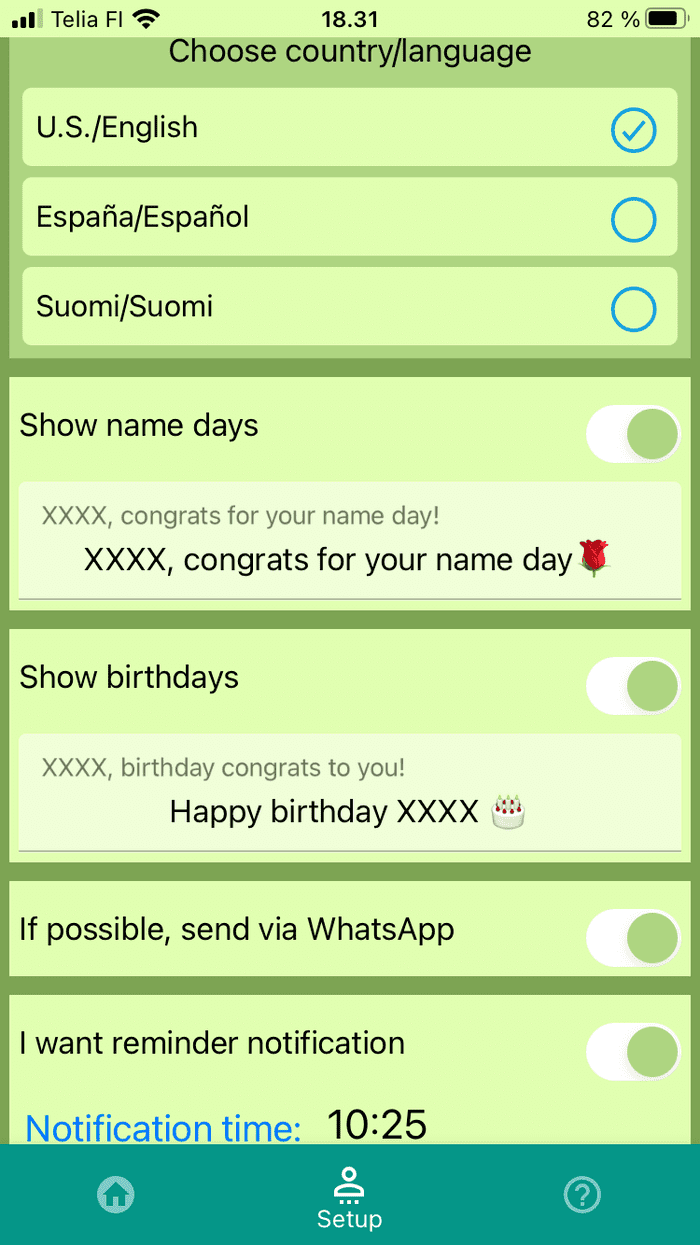 Telia FI 18.31 82 %
Choose country/language
U.S./English
España/Español
Suomi/Suomi
Show name days
XXXX, congrats for your name day!
XXXX, congrats for your name day🌹
Show birthdays
XXXX, birthday congrats to you!
Happy birthday XXXX 🎂
If possible, send via WhatsApp
I want reminder notification
Notification time: 10:25
Setup